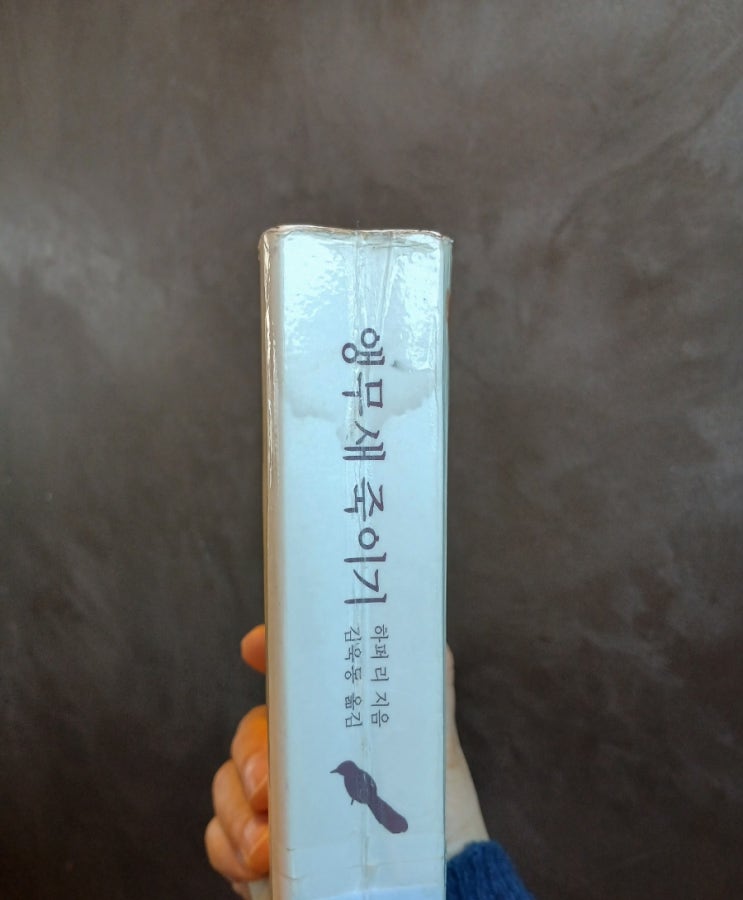 앵무새 죽이기
하퍼 리 지음
김욱동 옮김